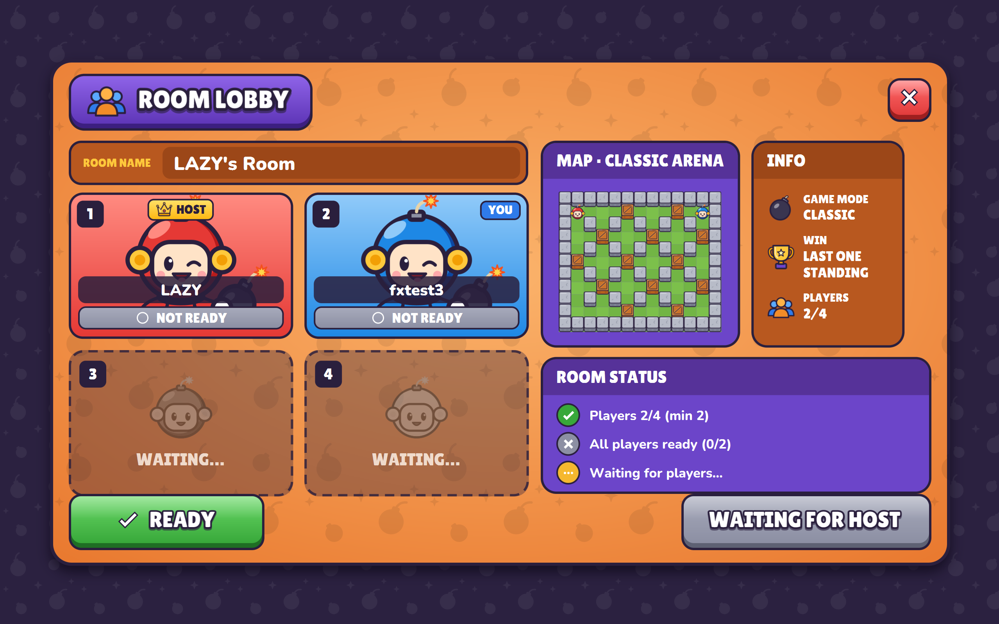 ROOM LOBBY
ROOM NAME
LAZY's Room
1
HOST
LAZY
NOT READY
2
YOU
fxtest3
NOT READY
3
WAITING...
4
WAITING...
READY
MAP · CLASSIC ARENA
INFO
GAME MODE
CLASSIC
WIN
LAST ONE
STANDING
PLAYERS
2/4
ROOM STATUS
Players 2/4 (min 2)
All players ready (0/2)
Waiting for players...
WAITING FOR HOST